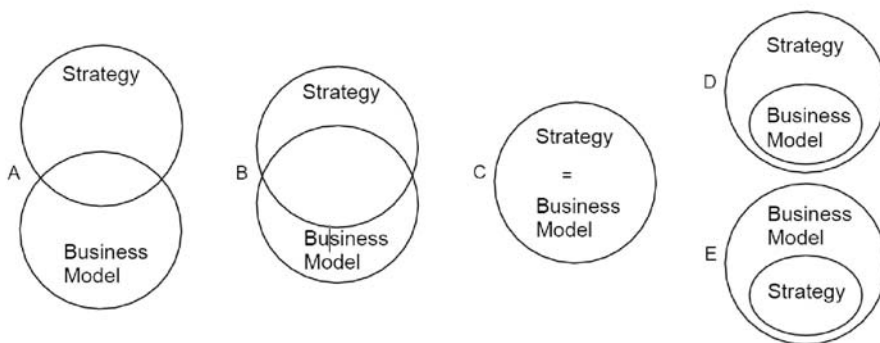 Strategy
A
Business
Model
Strategy
B
Business
Model
C
Strategy
=
Business
Model
D
Strategy
Business
Model
E
Business
Model
Strategy